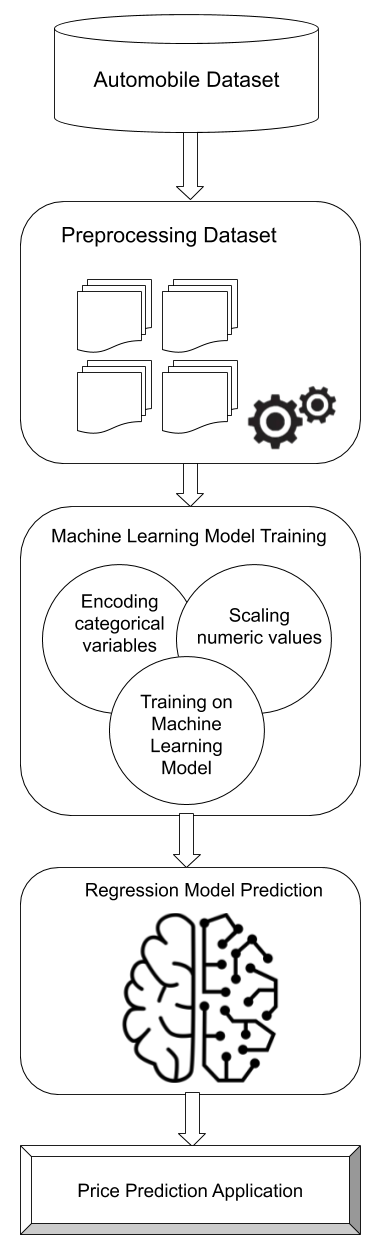 Automobile Dataset
Preprocessing Dataset
Machine Learning Model Training
Encoding
categorical
variables
Scaling
numeric values
Training on
Machine
Learning
Model
Regression Model Prediction
Price Prediction Application